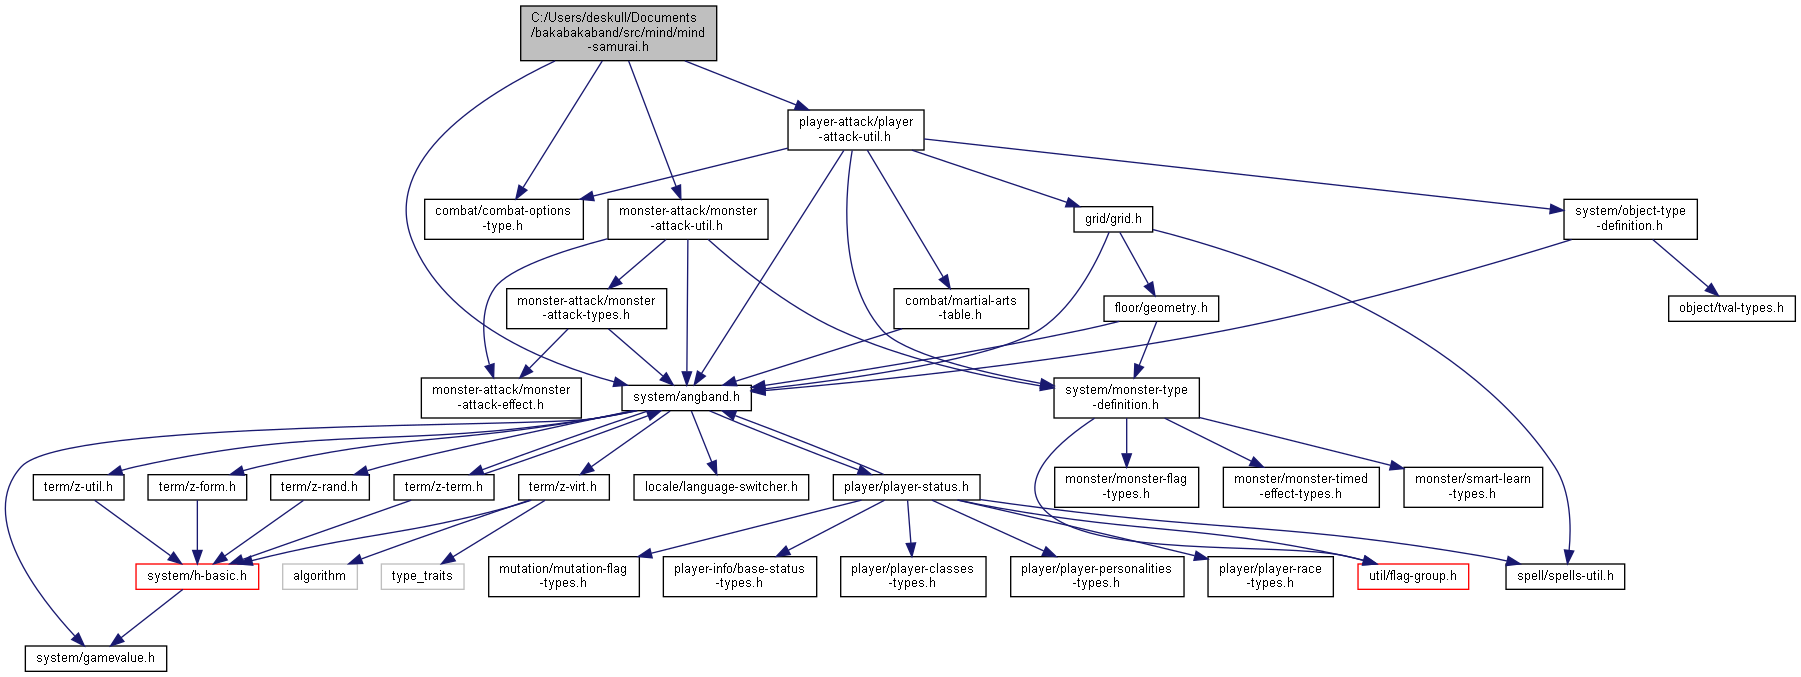 C:/Users/deskull/Documents
/bakabakaband/src/mind/mind
-samurai.h
player-attack/player
-attack-util.h
combat/combat-options
-type.h
monster-attack/monster
-attack-util.h
grid/grid.h
system/object-type
-definition.h
monster-attack/monster
-attack-types.h
combat/martial-arts
-table.h
floor/geometry.h
object/tval-types.h
monster-attack/monster
-attack-effect.h
system/angband.h
system/monster-type
-definition.h
term/z-util.h
term/z-form.h
term/z-rand.h
term/z-term.h
term/z-virt.h
locale/language-switcher.h
player/player-status.h
monster/monster-flag
-types.h
monster/monster-timed
-effect-types.h
monster/smart-learn
-types.h
system/h-basic.h
algorithm
type_traits
mutation/mutation-flag
-types.h
player-info/base-status
-types.h
player/player-classes
-types.h
player/player-personalities
-types.h
player/player-race
-types.h
util/flag-group.h
spell/spells-util.h
system/gamevalue.h